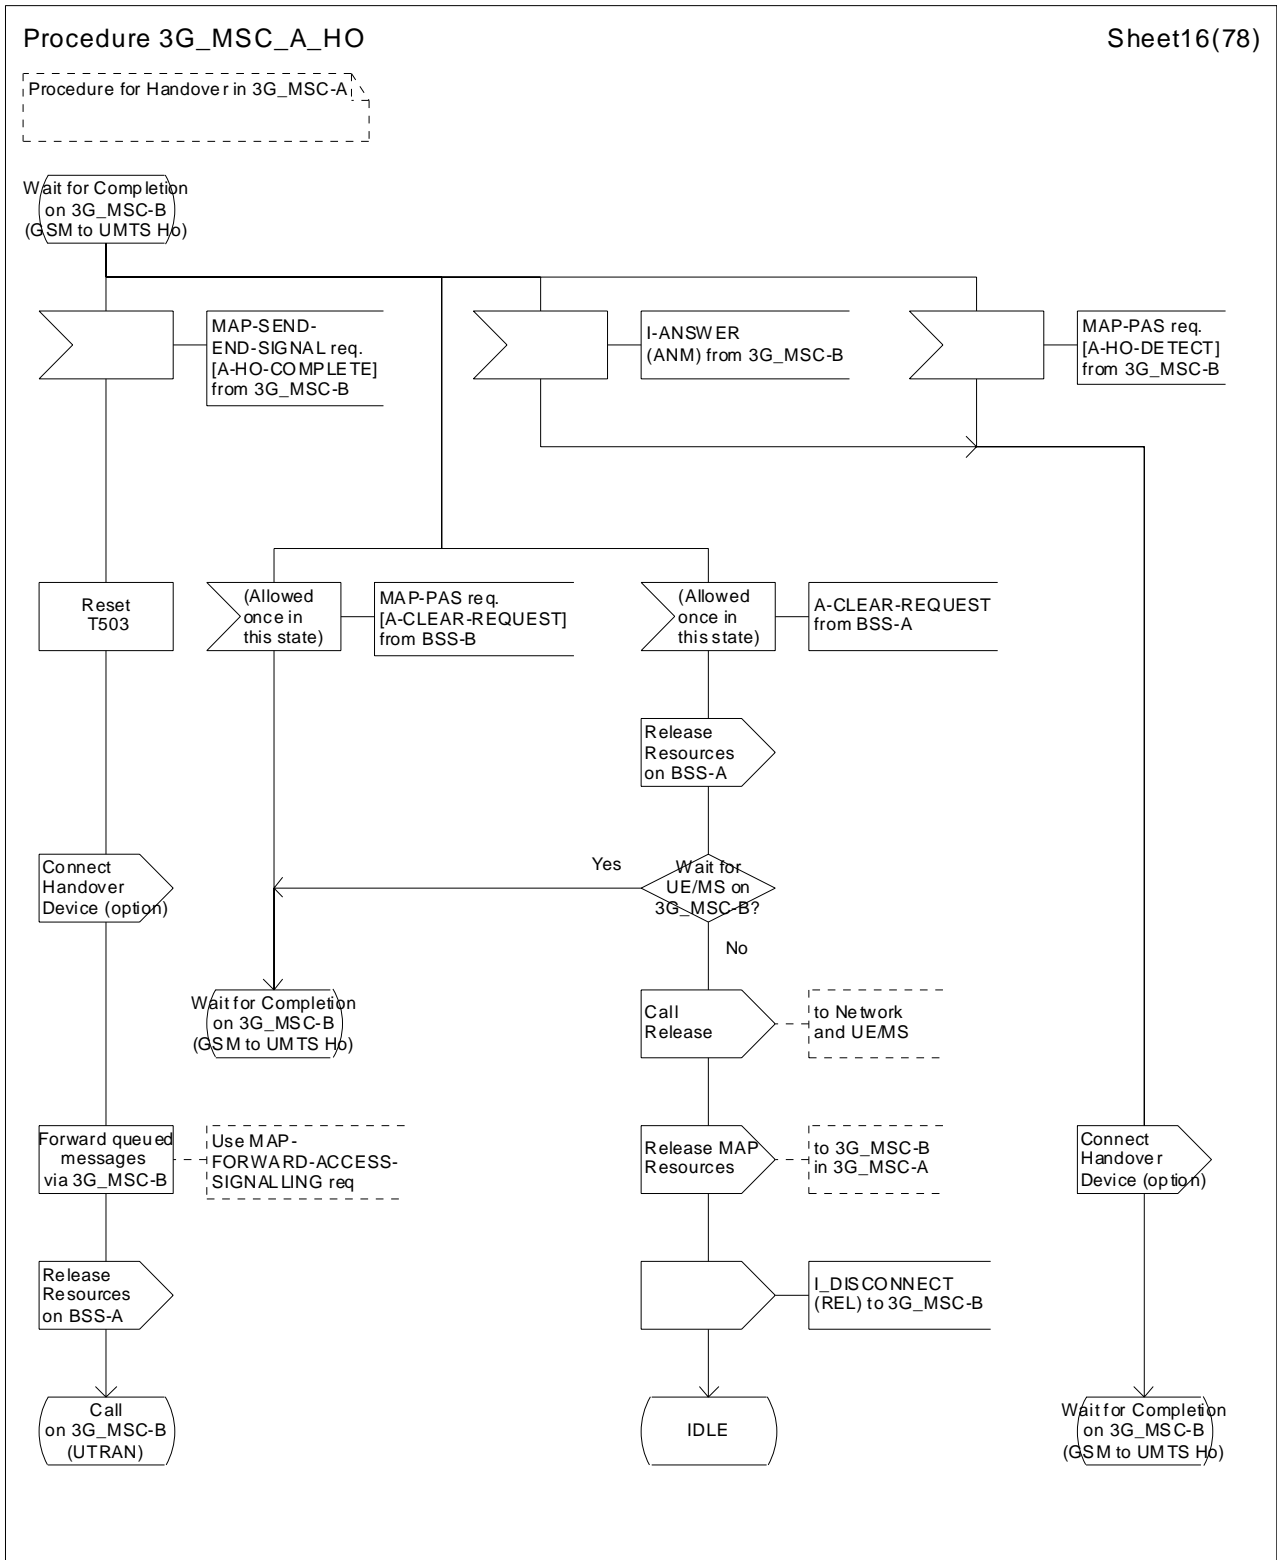 Procedure 3G_MSC_A_HO
Sheet16(78)
Procedure for Handover in 3G_MSC-A
Wait for Completion
on 3G_MSC-B
(GSM to UMTS Ho)
MAP-SEND-
END-SIGNAL req.
[A-HO-COMPLETE]
from 3G_MSC-B
I-ANSWER
(ANM) from 3G_MSC-B
MAP-PAS req.
[A-HO-DETECT]
from 3G_MSC-B
Reset
T503
(Allowed
once in
this state)
MAP-PAS req.
[A-CLEAR-REQUEST]
from BSS-B
(Allowed
once in
this state)
A-CLEAR-REQUEST
from BSS-A
Release
Resources
on BSS-A
Connect
Handover
Device (option)
Yes
Wait for
UE/MS on
3G_MSC-B?
No
Wait for Completion
on 3G_MSC-B
(GSM to UMTS Ho)
Call
Release
to Network
and UE/MS
Forward queued
messages
via 3G_MSC-B
Use MAP-
FORWARD-ACCESS-
SIGNALLING req
Release MAP
Resources
to 3G_MSC-B
in 3G_MSC-A
Connect
Handover
Device (option)
Release
Resources
on BSS-A
I_DISCONNECT
(REL) to 3G_MSC-B
Call
on 3G_MSC-B
(UTRAN)
IDLE
Wait for Completion
on 3G_MSC-B
(GSM to UMTS Ho)